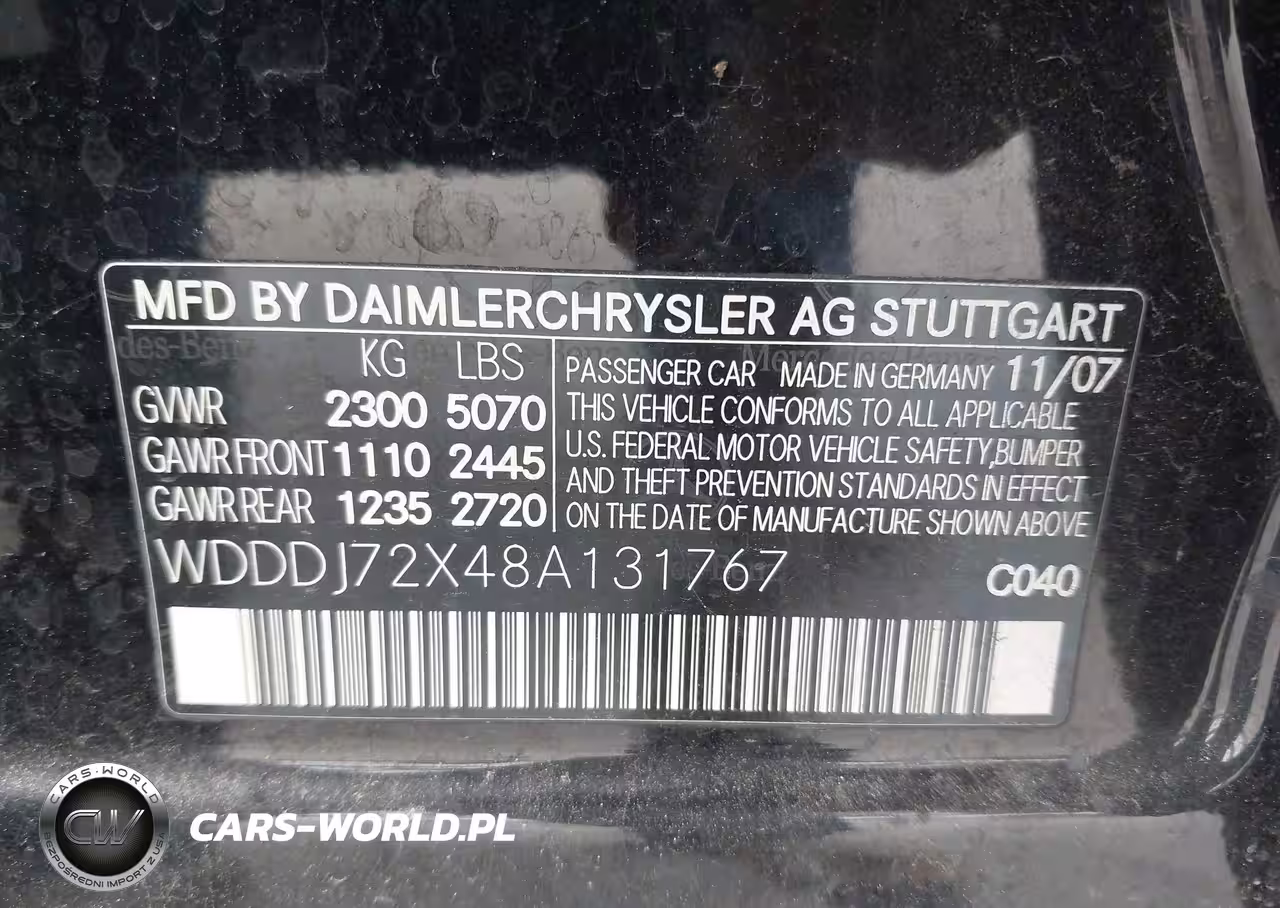 MFD BY DAIMLERCHRYSLER AG STUTTGART
KG LBS
GVWR 2300 5070
GAWR FRONT 1110 2445
GAWR REAR 1235 2720
PASSENGER CAR MADE IN GERMANY 11/07
THIS VEHICLE CONFORMS TO ALL APPLICABLE
U.S. FEDERAL MOTOR VEHICLE SAFETY,BUMPER
AND THEFT PREVENTION STANDARDS IN EFFECT
ON THE DATE OF MANUFACTURE SHOWN ABOVE
WDDDJ72X48A131767 C040
CARS-WORLD
CW
BEZPOŚREDNI IMPORT Z USA
CARS-WORLD.PL